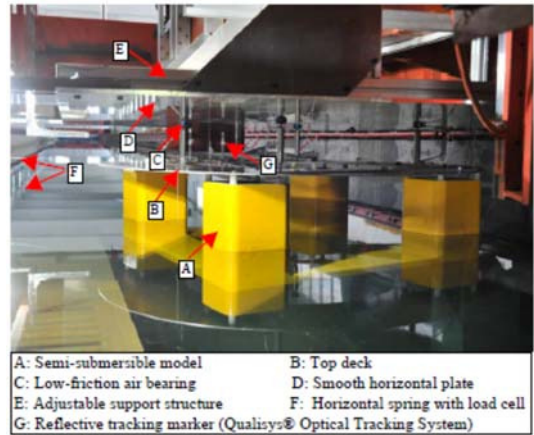 E
D
C
G
F
B
A
A: Semi-submersible model B: Top deck
C: Low-friction air bearing D: Smooth horizontal plate
E: Adjustable support structure F: Horizontal spring with load cell
G: Reflective tracking marker (Qualisys® Optical Tracking System)